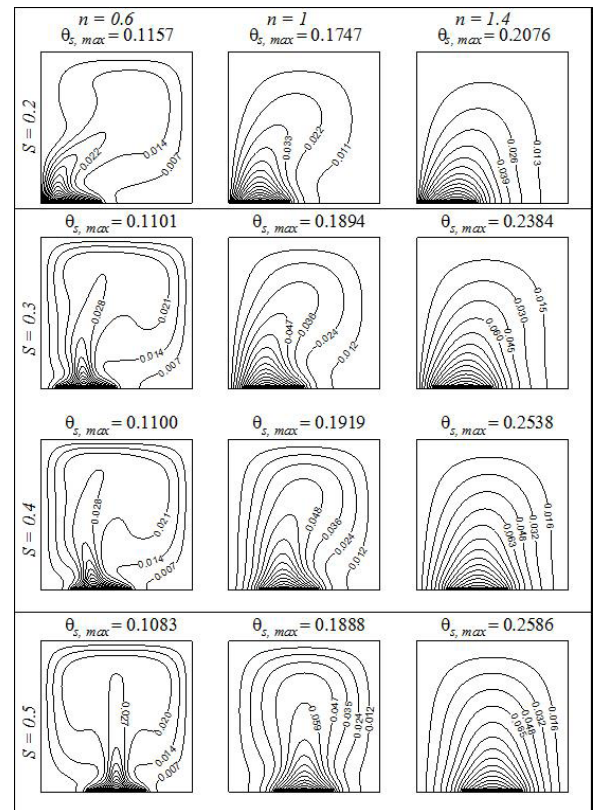 n = 0.6 n = 1 n = 1.4
θs, max = 0.1157 θs, max = 0.1747 θs, max = 0.2076
S = 0.2
0.022 0.014 0.007
0.033 0.022 0.011
0.039 0.026 0.013
θs, max = 0.1101 θs, max = 0.1894 θs, max = 0.2384
S = 0.3
0.028 0.021 0.014 0.007
0.047 0.036 0.024 0.012
0.060 0.045 0.030 0.015
θs, max = 0.1100 θs, max = 0.1919 θs, max = 0.2538
S = 0.4
0.028 0.021 0.014 0.007
0.048 0.036 0.024 0.012
0.063 0.048 0.032 0.016
θs, max = 0.1083 θs, max = 0.1888 θs, max = 0.2586
S = 0.5
0.027 0.020 0.014 0.007
0.059 0.047 0.035 0.024 0.012
0.065 0.048 0.032 0.016